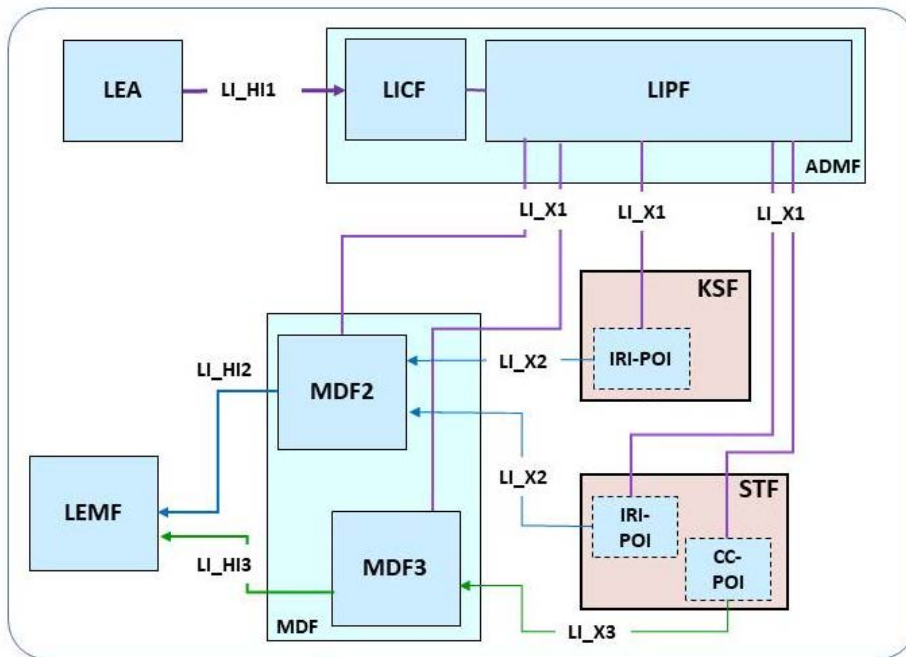 LEA
LI_HI1
LICF
LIPF
ADMF
LI_X1
LI_X1
LI_X1
KSF
IRI-POI
LI_X2
LI_HI2
MDF2
STF
LI_X2
IRI-
POI
LEMF
CC-
POI
LI_HI3
MDF3
MDF
LI_X3